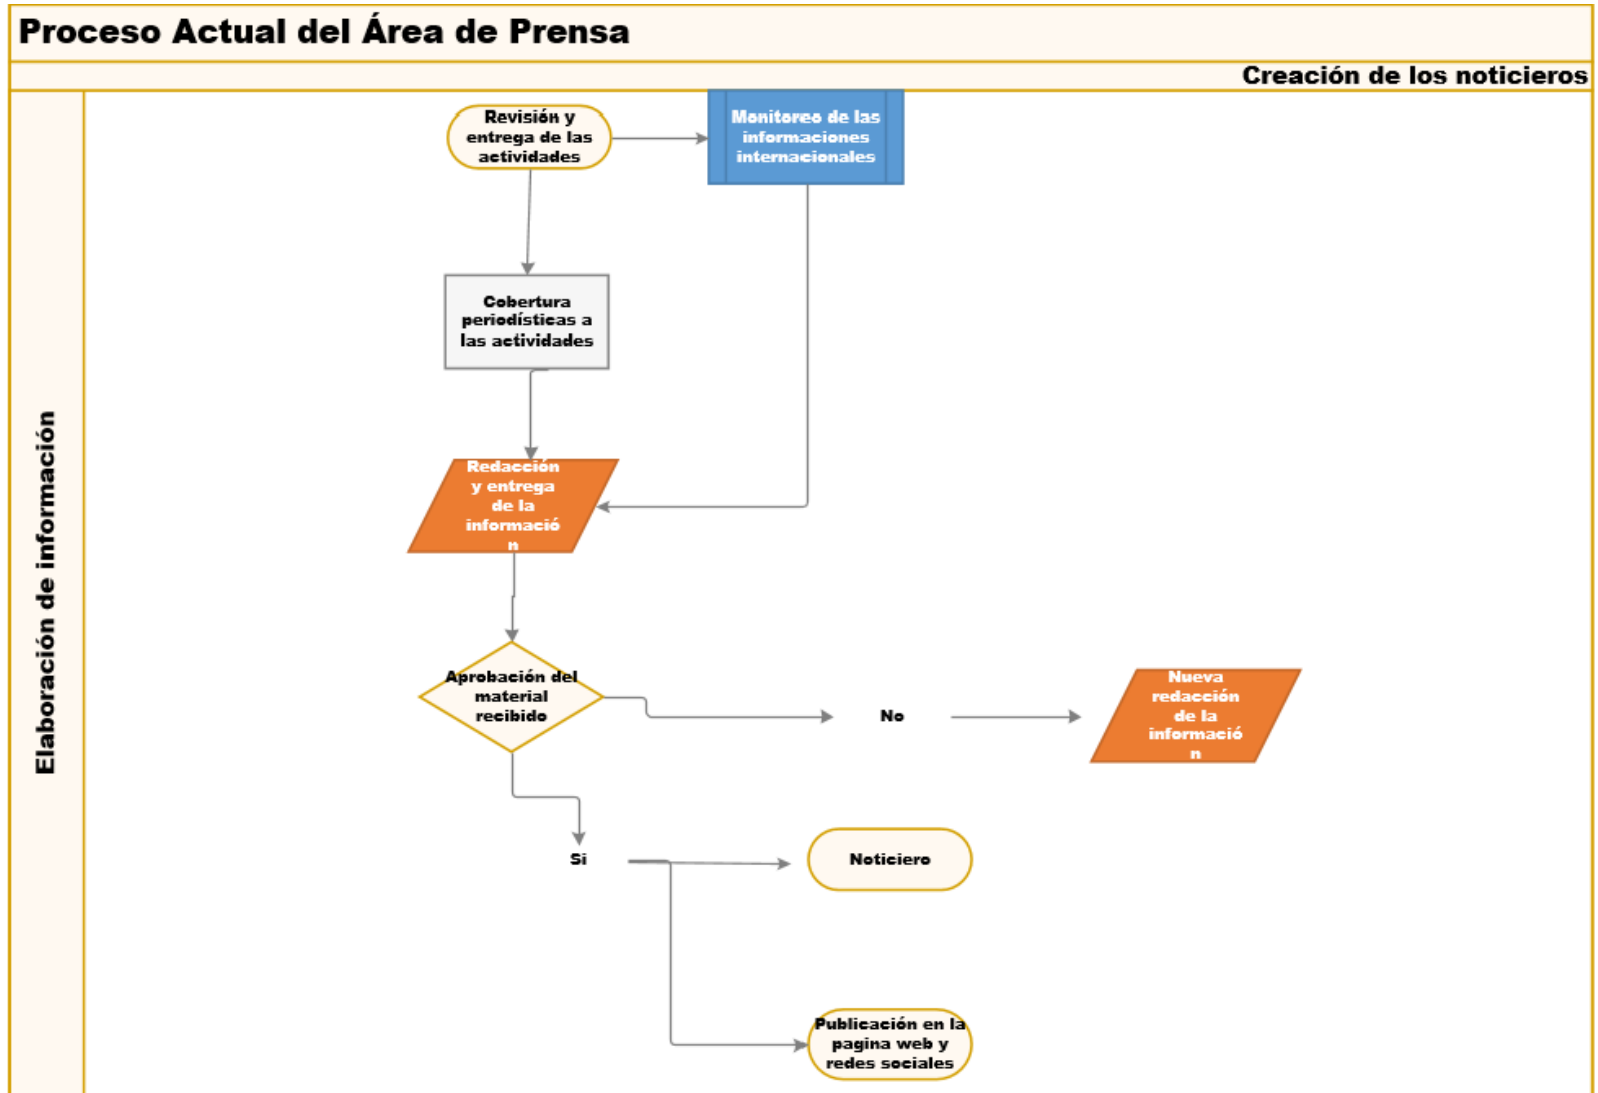 Proceso Actual del Área de Prensa
Creación de los noticieros
Elaboración de información
Revisión y
entrega de las
actividades
Monitoreo de las
informaciones
internacionales
Cobertura
periodísticas a
las actividades
Redacción
y entrega
de la
informació
n
Aprobación del
material
recibido
No
Nueva
redacción
de la
informació
n
Si
Noticiero
Publicación en la
pagina web y
redes sociales